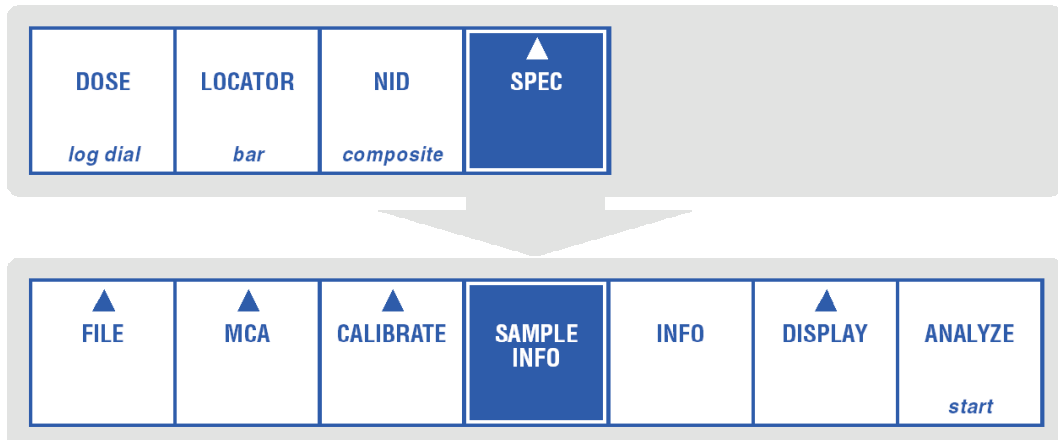 DOSE LOCATOR NID SPEC
log dial bar composite
FILE MCA CALIBRATE SAMPLE INFO DISPLAY ANALYZE
INFO
start